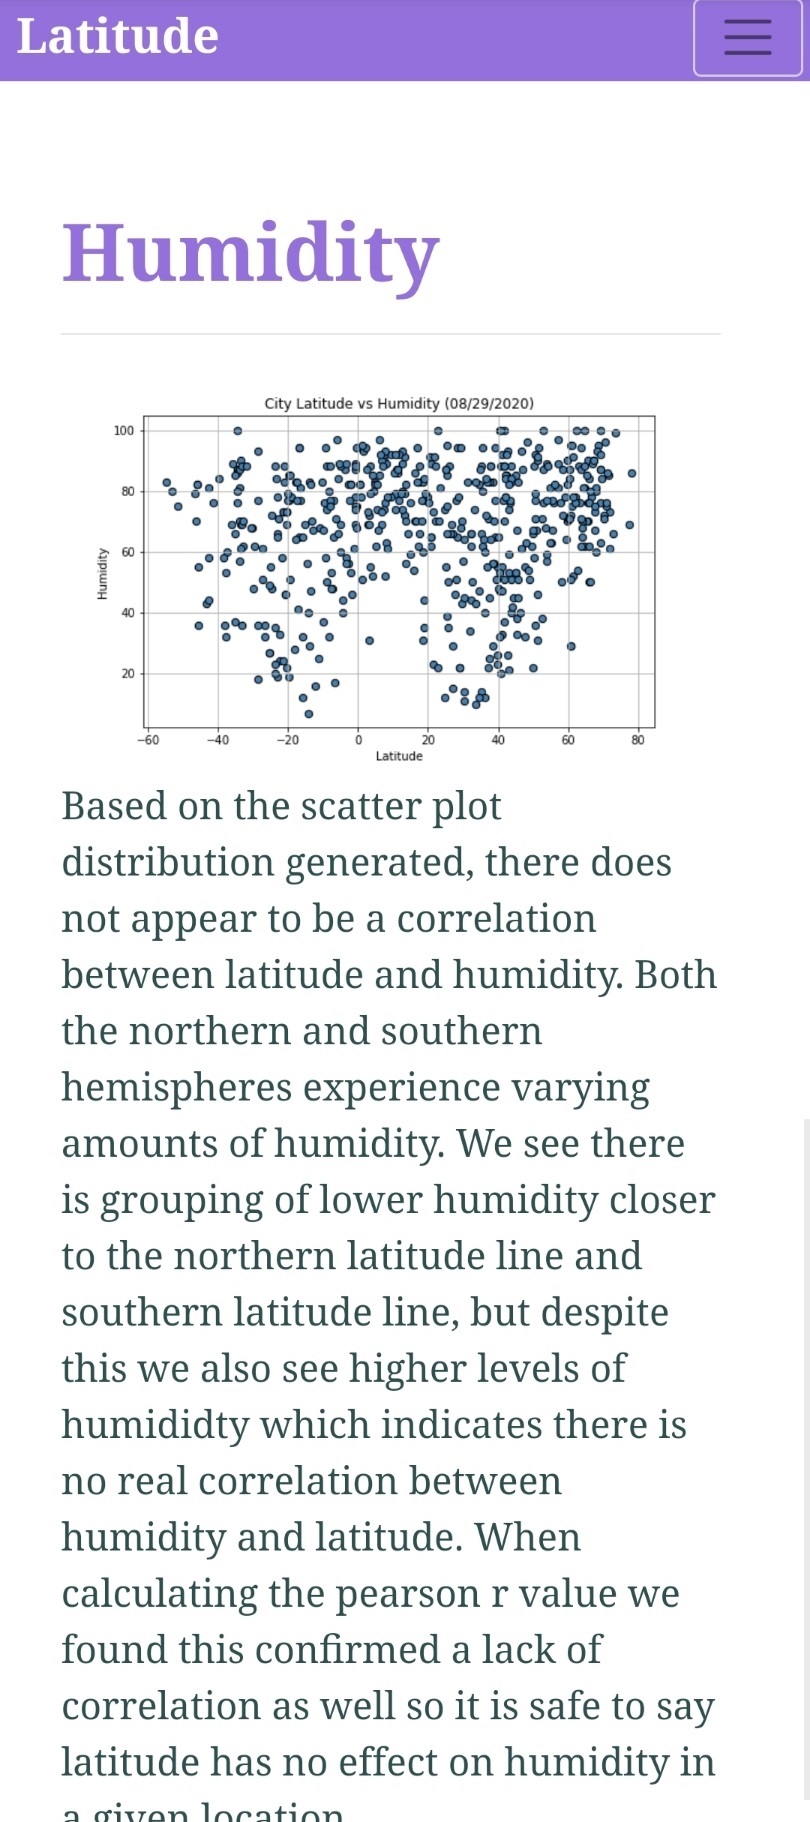 Latitude
Humidity
City Latitude vs Humidity (08/29/2020)
100
80
60
40
20
Humidity
−60 −40 −20 0 20 40 60 80
Latitude
Based on the scatter plot
distribution generated, there does
not appear to be a correlation
between latitude and humidity. Both
the northern and southern
hemispheres experience varying
amounts of humidity. We see there
is grouping of lower humidity closer
to the northern latitude line and
southern latitude line, but despite
this we also see higher levels of
humididty which indicates there is
no real correlation between
humidity and latitude. When
calculating the pearson r value we
found this confirmed a lack of
correlation as well so it is safe to say
latitude has no effect on humidity in
a given location